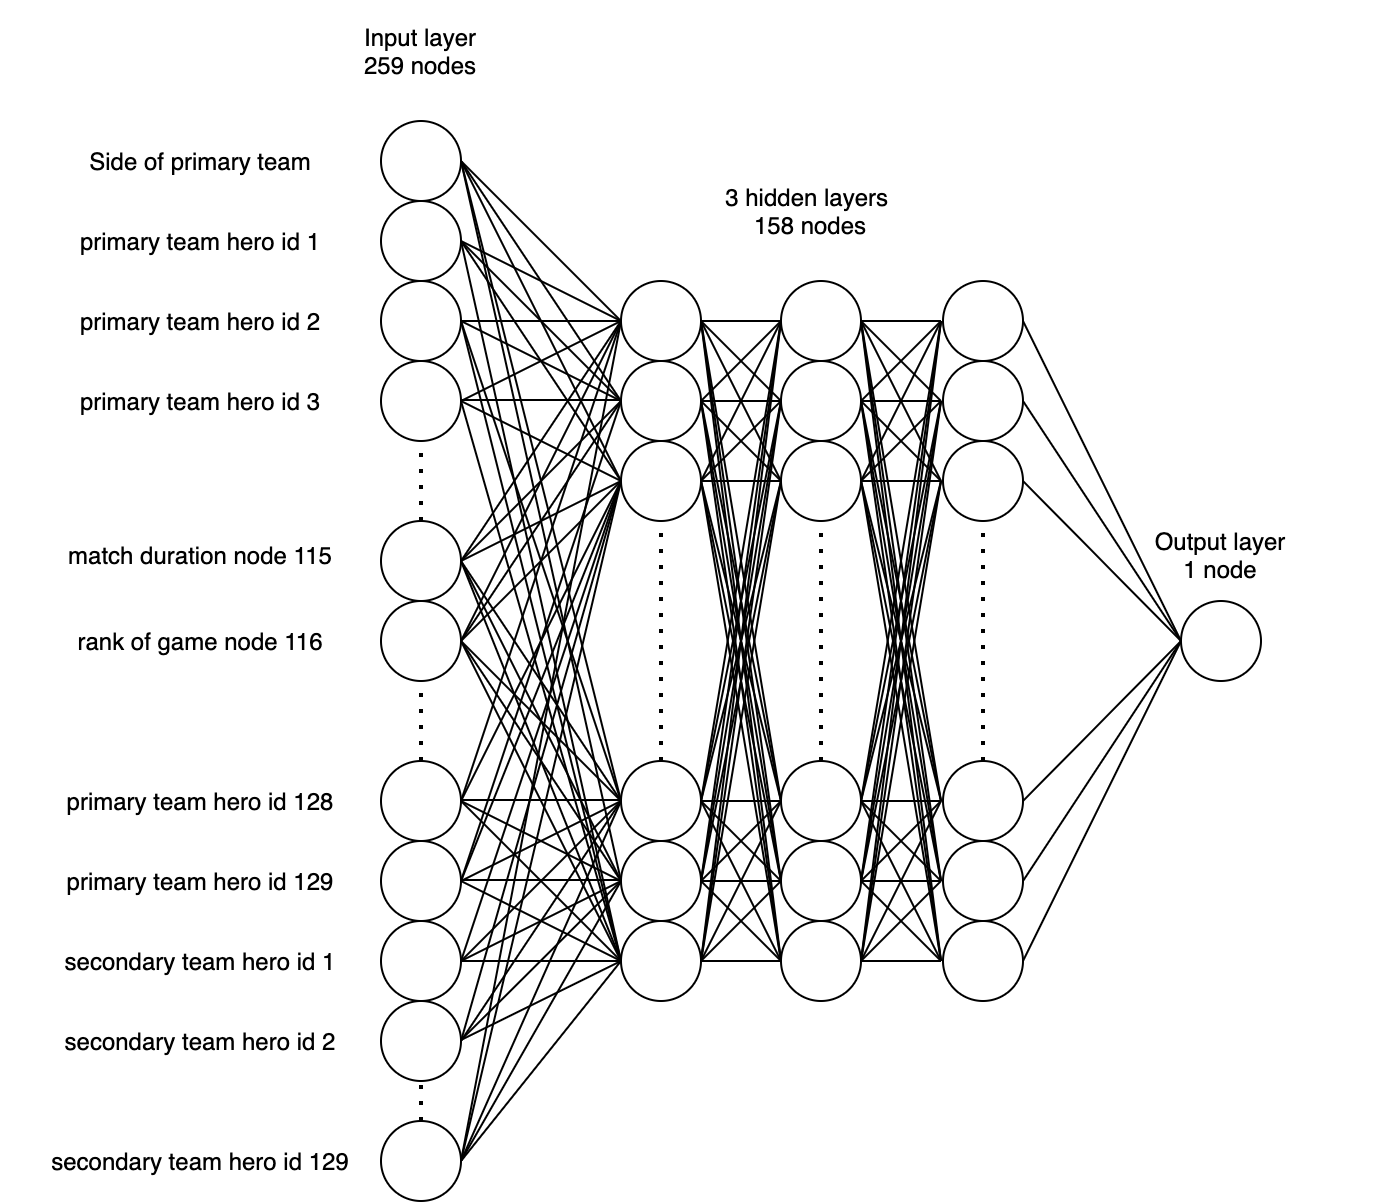 Input layer
259 nodes
Side of primary team
primary team hero id 1
primary team hero id 2
primary team hero id 3
match duration node 115
rank of game node 116
primary team hero id 128
primary team hero id 129
secondary team hero id 1
secondary team hero id 2
secondary team hero id 129
3 hidden layers
158 nodes
Output layer
1 node